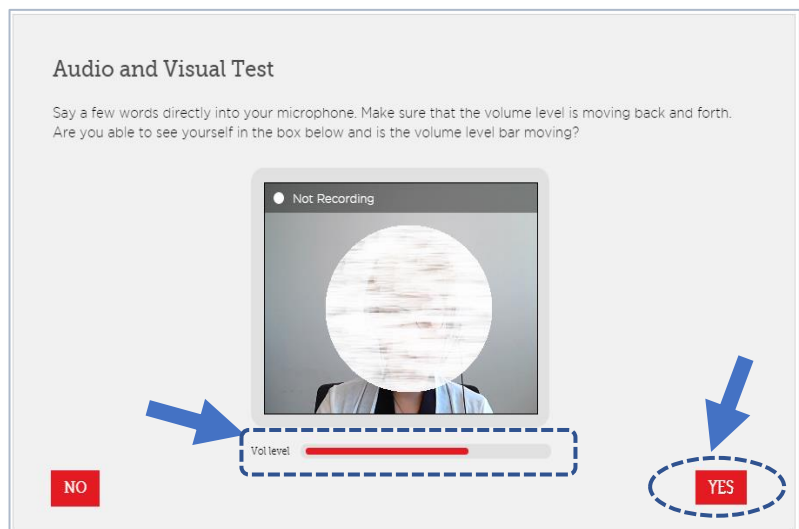 Audio and Visual Test
Say a few words directly into your microphone. Make sure that the volume level is moving back and forth.
Are you able to see yourself in the box below and is the volume level bar moving?
Not Recording
Vol level
NO
YES